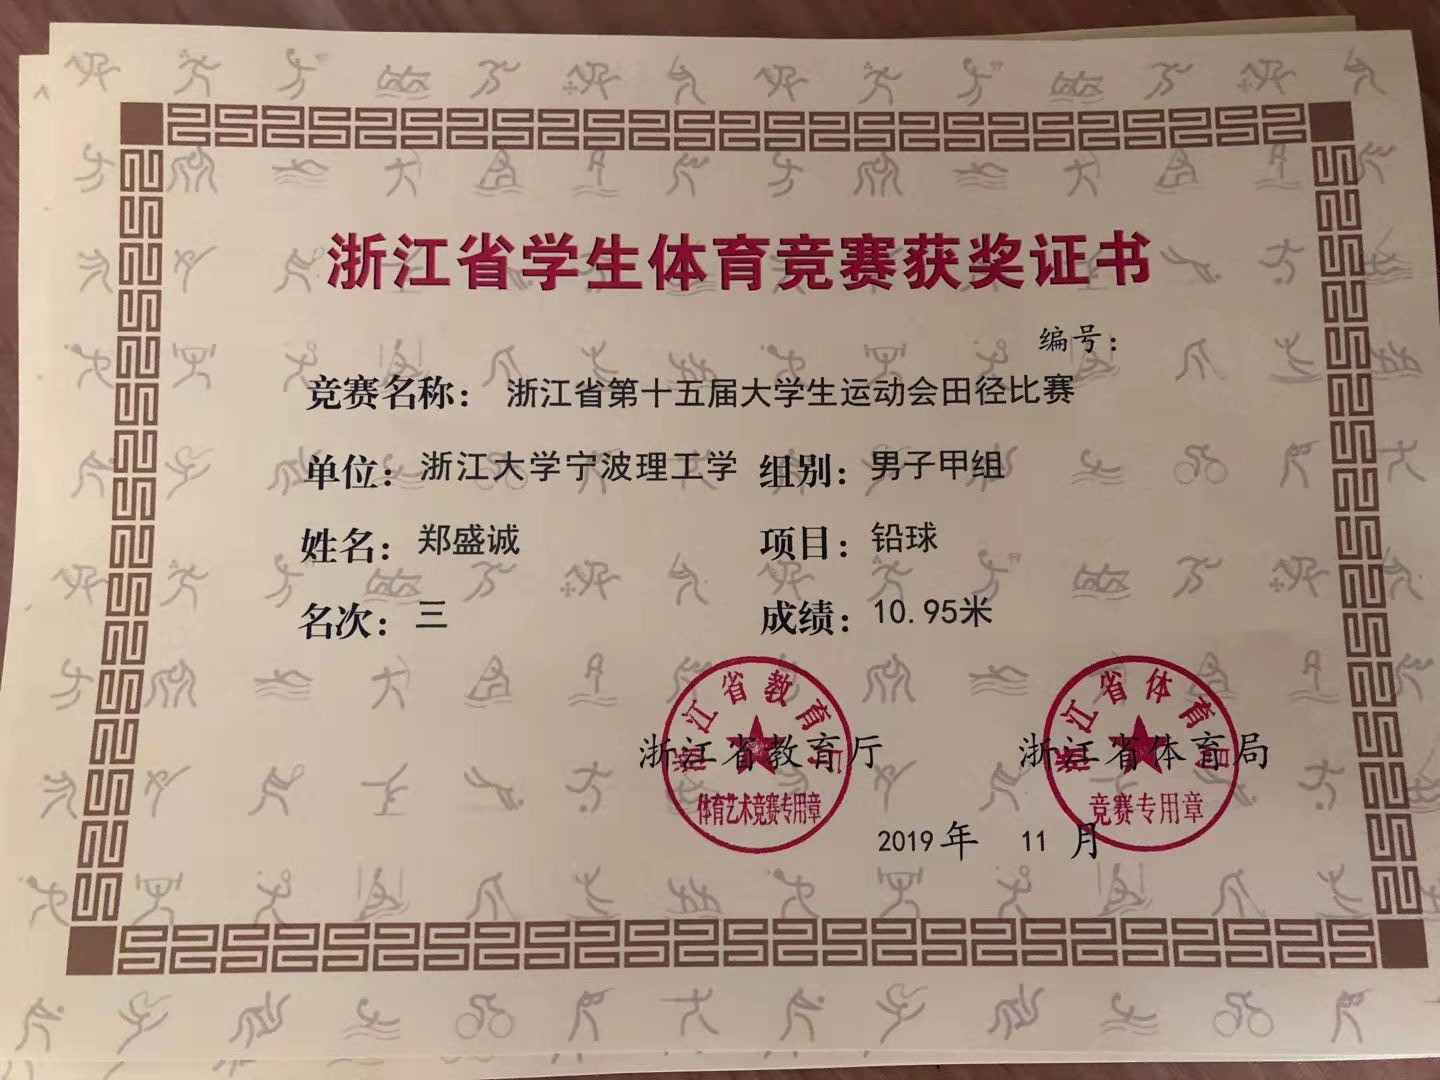 浙江省学生体育竞赛获奖证书
编号：
竞赛名称：浙江省第十五届大学生运动会田径比赛
单位：浙江大学宁波理工学 组别：男子甲组
姓名：郑盛诚 项目：铅球
名次：三 成绩：10.95米
浙江省教育厅 浙江省体育局
浙江省教育厅 浙江省体育局
体育艺术竞赛专用章 竞赛专用章
2019年 11 月